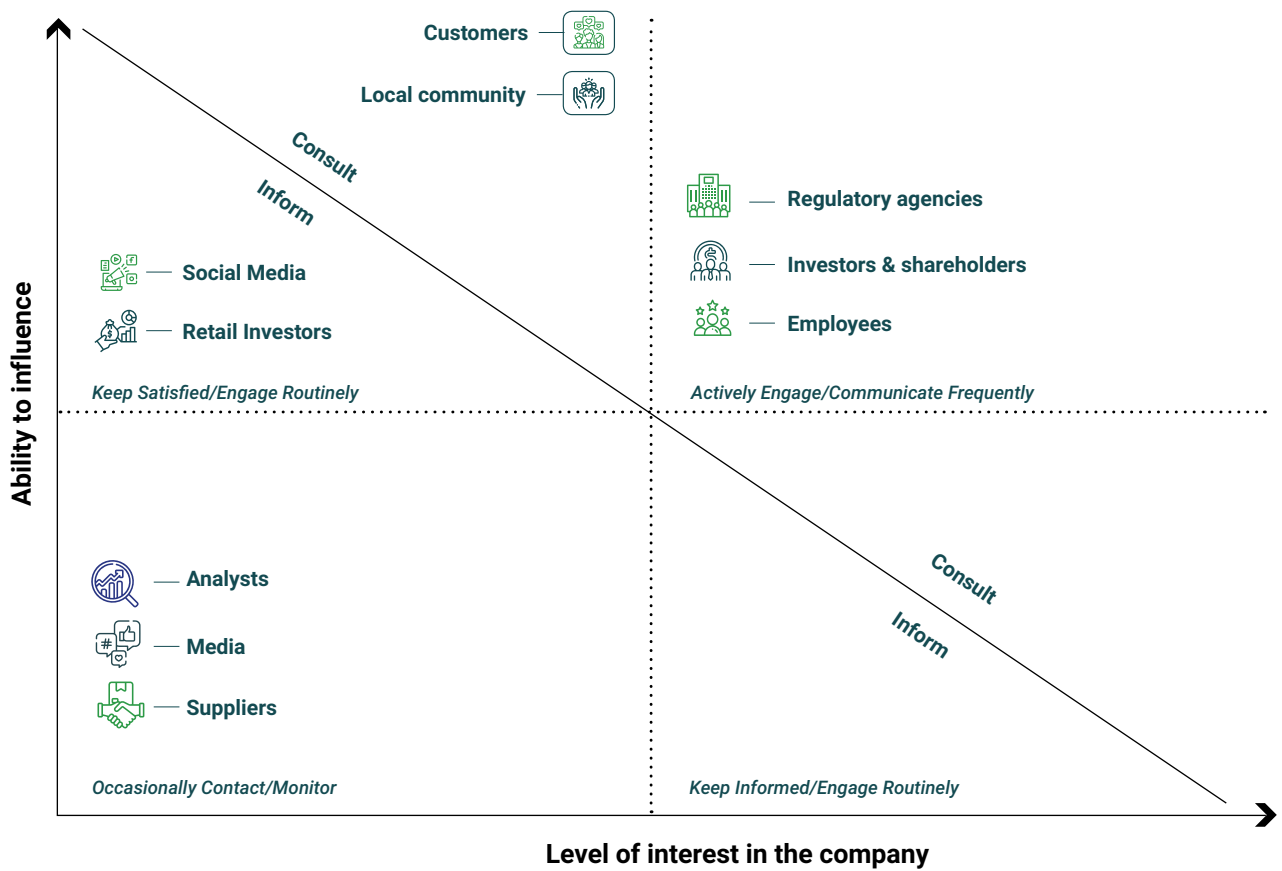 Customers
Local community
Consult
Inform
Regulatory agencies
Social Media
Investors & shareholders
Retail Investors
Employees
Keep Satisfied/Engage Routinely
Actively Engage/Communicate Frequently
Ability to influence
Analysts
Consult
Inform
Media
Suppliers
Occasionally Contact/Monitor
Keep Informed/Engage Routinely
Level of interest in the company